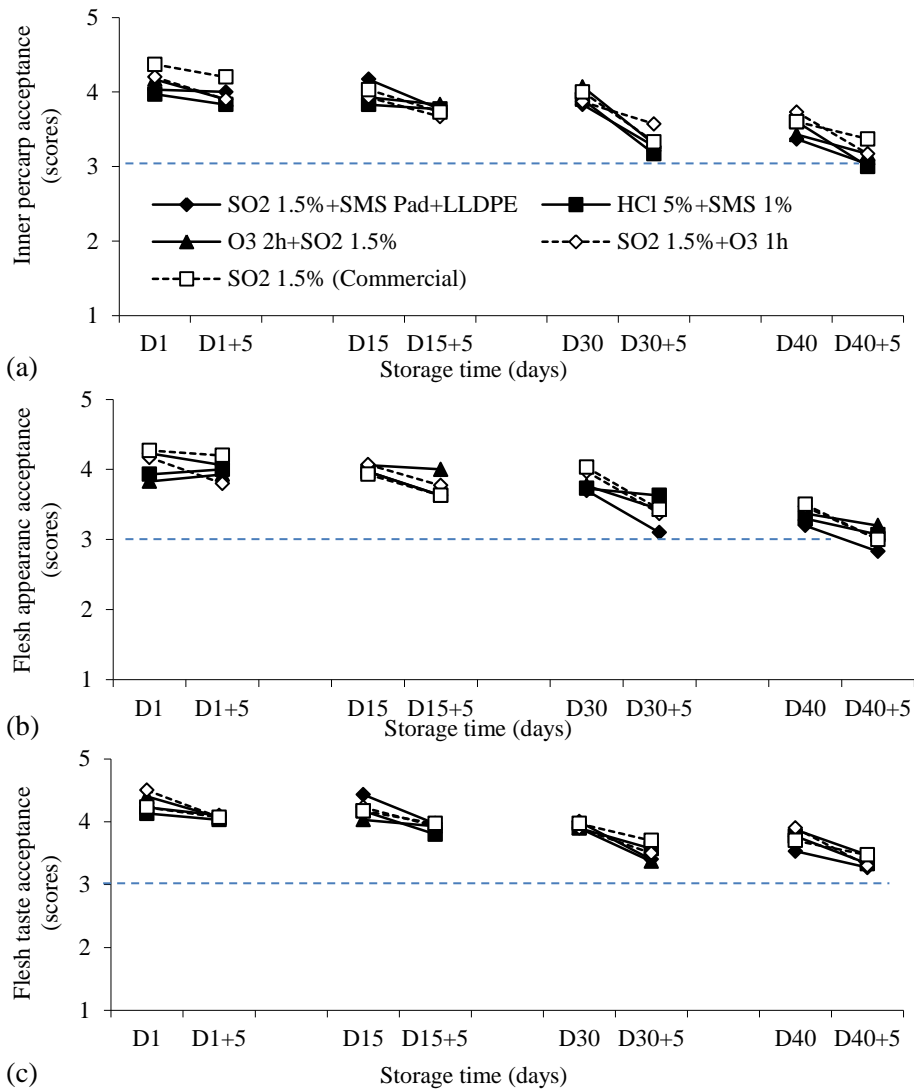 5
4
3
2
1
Inner percarp acceptance
(scores)
SO2 1.5%+SMS Pad+LLDPE HCl 5%+SMS 1%
O3 2h+SO2 1.5% SO2 1.5%+O3 1h
SO2 1.5% (Commercial)
D1 D1+5 D15 D15+5 D30 D30+5 D40 D40+5
(a) Storage time (days)
5
4
3
2
1
Flesh appearanc acceptance
(scores)
D1 D1+5 D15 D15+5 D30 D30+5 D40 D40+5
(b) Storage time (days)
5
4
3
2
1
Flesh taste acceptance
(scores)
D1 D1+5 D15 D15+5 D30 D30+5 D40 D40+5
(c) Storage time (days)